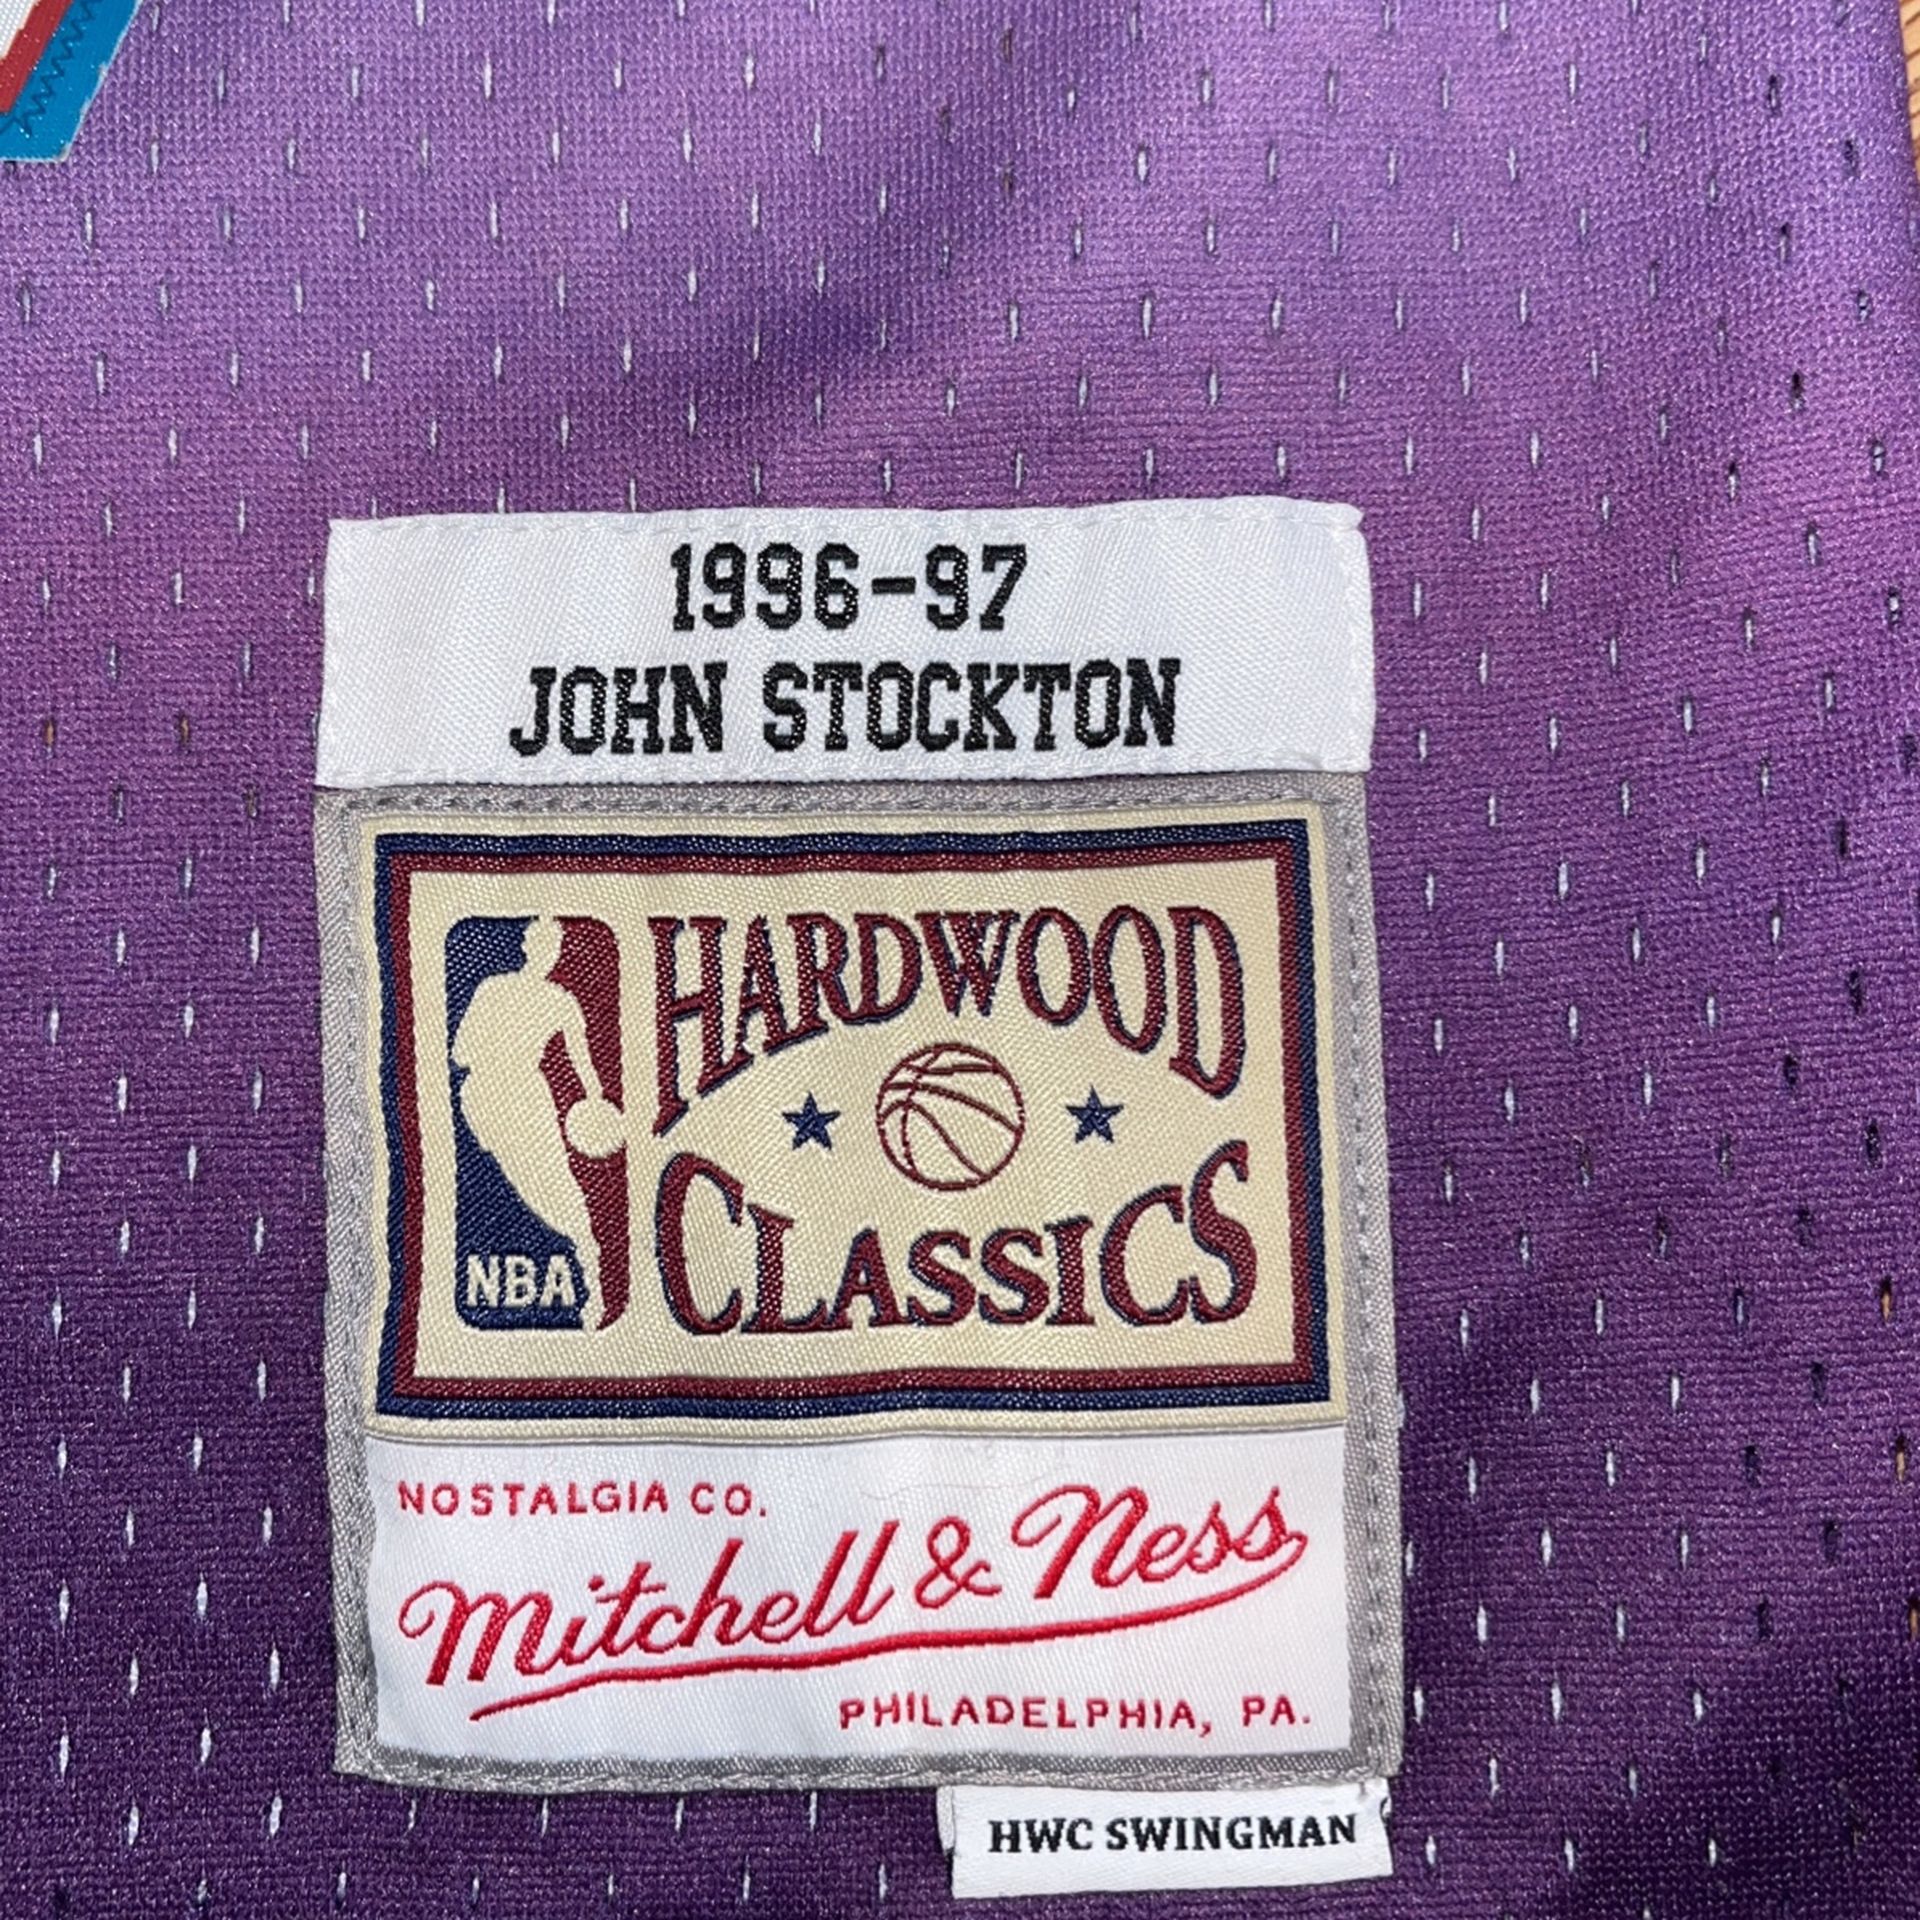 1996-97
JOHN STOCKTON
HARDWOOD
CLASSICS
NBA
NOSTALGIA CO.
Mitchell & Ness
PHILADELPHIA, PA.
HWC SWINGMAN